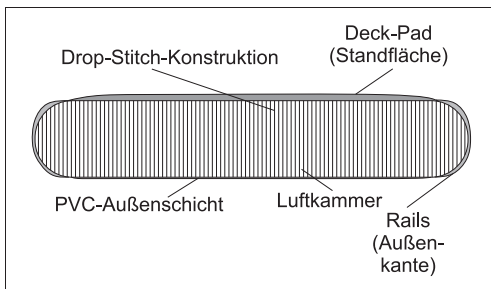 Deck-Pad
(Standfläche)
Drop-Stitch-Konstruktion
PVC-Außenschicht
Luftkammer
Rails
(Außen-
kante)